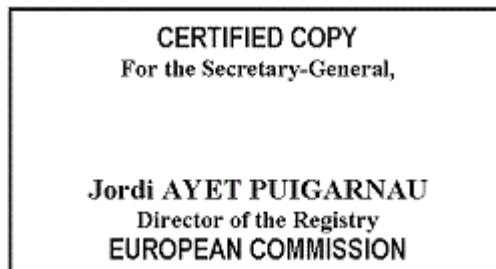 CERTIFIED COPY
For the Secretary-General,
Jordi AYET PUIGARNAU
Director of the Registry
EUROPEAN COMMISSION